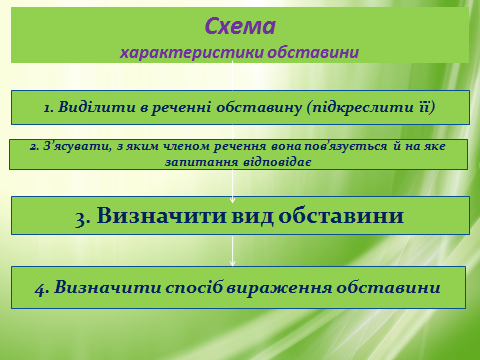 Схема
характеристики обставини
1. Виділити в реченні обставину (підкреслити її)
2. З'ясувати, з яким членом речення вона пов'язується й на яке
запитання відповідає
3. Визначити вид обставини
4. Визначити спосіб вираження обставини